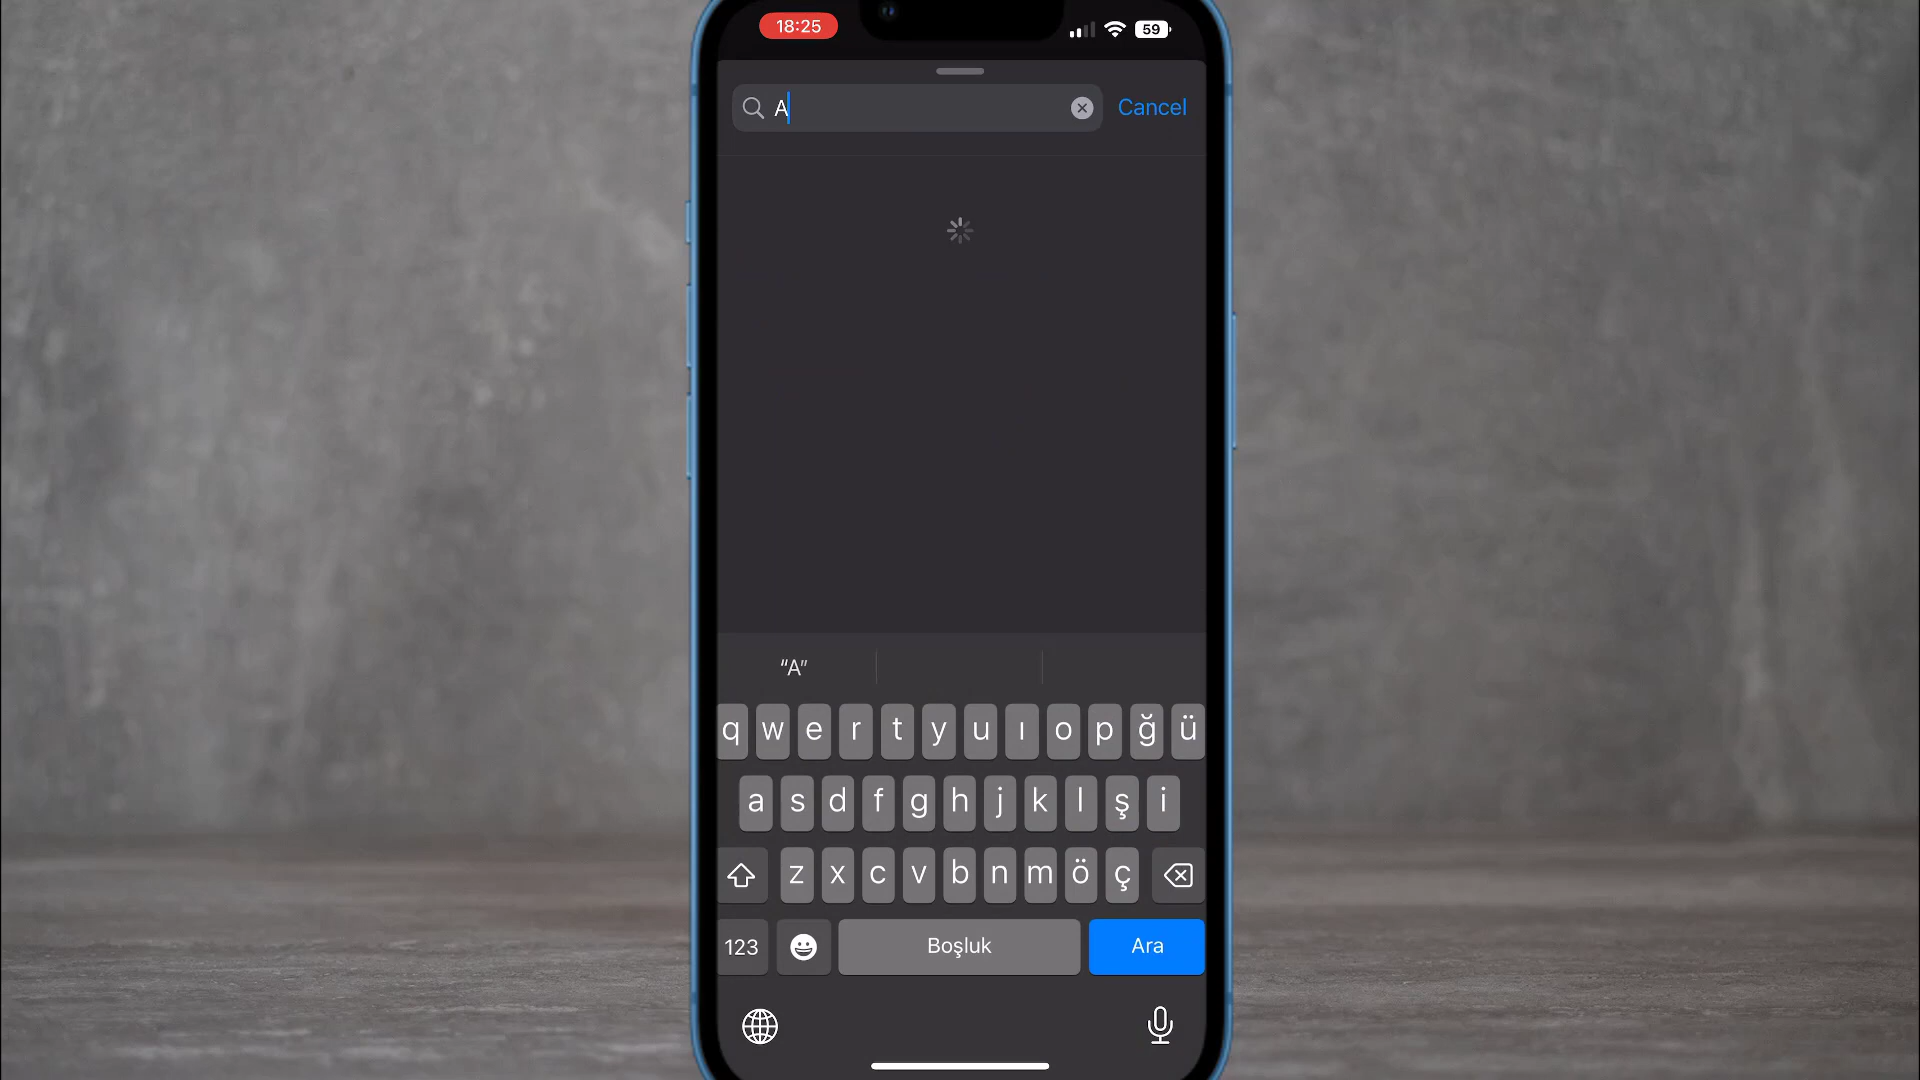 18:25
59
A
Cancel
“A”
q w e r t y u ı o p ğ ü
a s d f g h j k l ş i
z x c v b n m ö ç
123
Boşluk
Ara